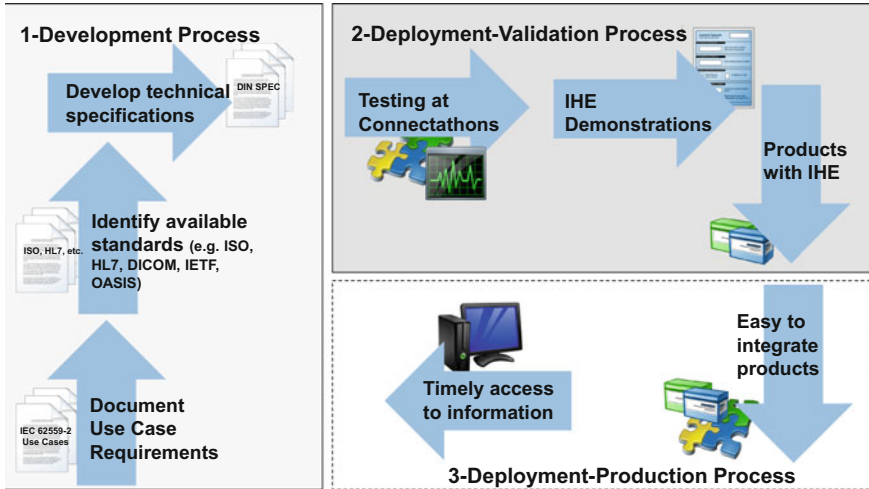 1-Development Process
DIN SPEC
Develop technical
specifications
ISO, HL7, etc.
Identify available
standards (e.g. ISO,
HL7, DICOM, IETF,
OASIS)
IEC 62559-2
Use Cases
Document
Use Case
Requirements
2-Deployment-Validation Process
Testing at
Connectathons
IHE
Demonstrations
Products
with IHE
Easy to
integrate
products
Timely access
to information
3-Deployment-Production Process